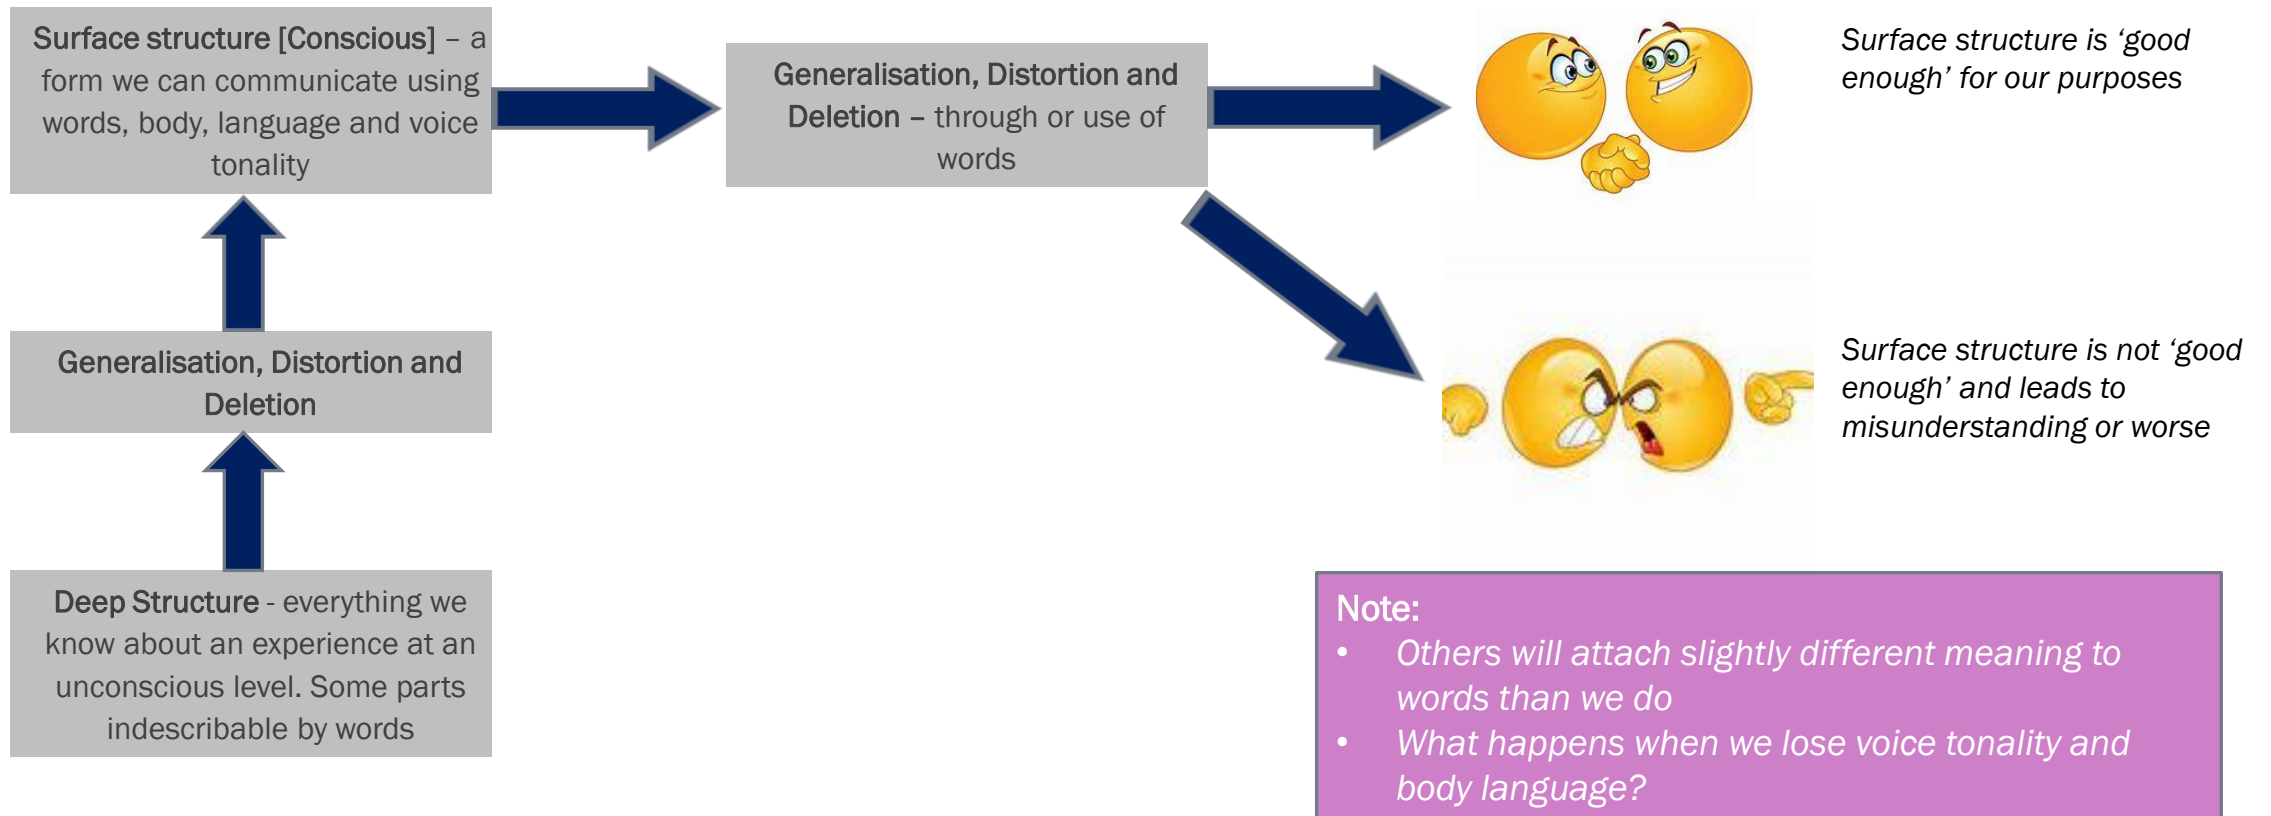 Surface structure [Conscious] – a
form we can communicate using
words, body, language and voice
tonality
Generalisation, Distortion and
Deletion – through or use of
words
Surface structure is ‘good
enough’ for our purposes
Generalisation, Distortion and
Deletion
Surface structure is not ‘good
enough’ and leads to
misunderstanding or worse
Deep Structure - everything we
know about an experience at an
unconscious level. Some parts
indescribable by words
Note:
• Others will attach slightly different meaning to
words than we do
• What happens when we lose voice tonality and
body language?